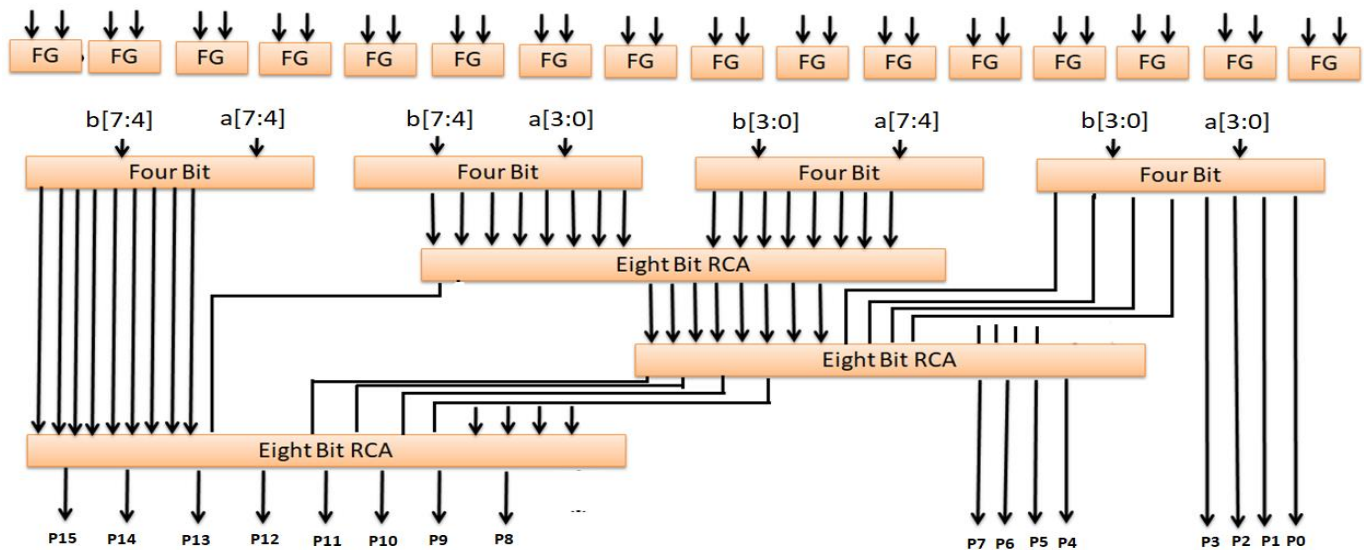 FG FG FG FG FG FG FG FG FG FG FG FG FG FG FG FG
b[7:4] a[7:4] b[7:4] a[3:0] b[3:0] a[7:4] b[3:0] a[3:0]
Four Bit Four Bit Four Bit Four Bit
Eight Bit RCA
Eight Bit RCA
Eight Bit RCA
P15 P14 P13 P12 P11 P10 P9 P8 P7 P6 P5 P4 P3 P2 P1 P0